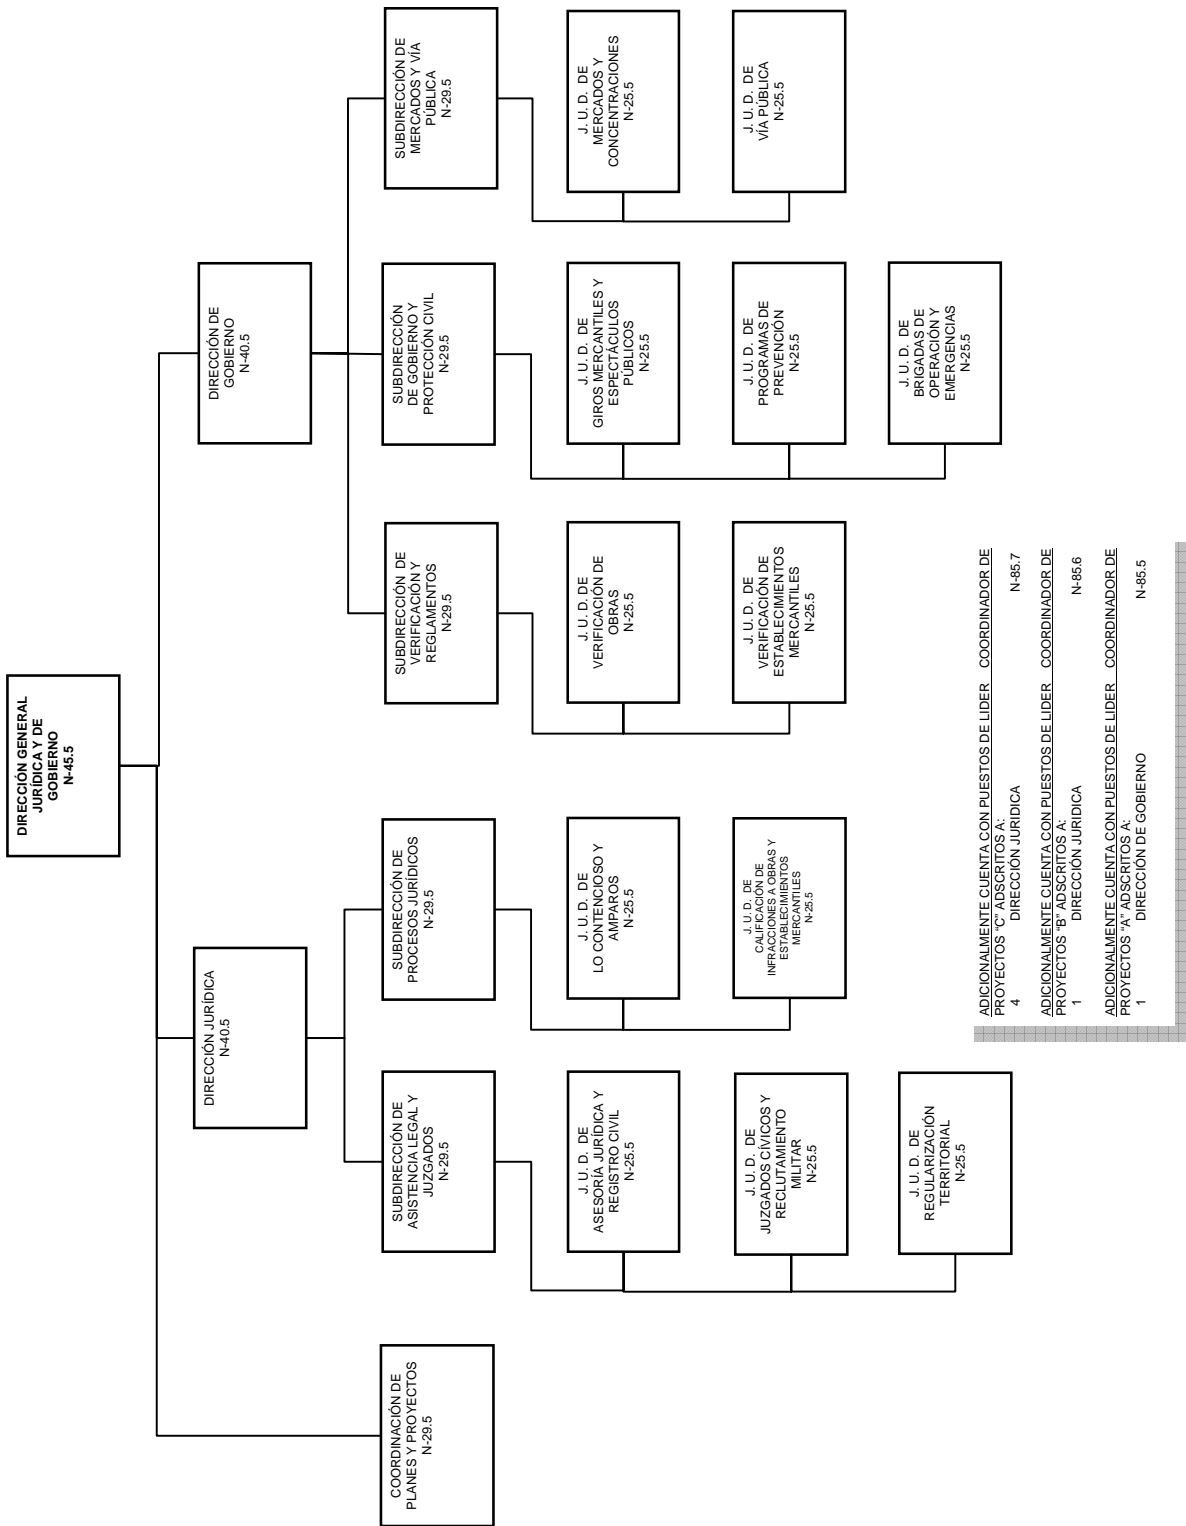 DIRECCIÓN GENERAL
JURÍDICA Y DE
GOBIERNO
N-45.5
COORDINACIÓN DE
PLANES Y PROYECTOS
N-29.5
DIRECCIÓN JURÍDICA
N-40.5
DIRECCIÓN DE
GOBIERNO
N-40.5
SUBDIRECCIÓN DE
ASISTENCIA LEGAL Y
JUZGADOS
N-29.5
SUBDIRECCIÓN DE
PROCESOS JURÍDICOS
N-29.5
SUBDIRECCIÓN DE
VERIFICACIÓN Y
REGLAMENTOS
N-29.5
SUBDIRECCIÓN
DE GOBIERNO Y
PROTECCIÓN CIVIL
N-29.5
SUBDIRECCIÓN DE
MERCADOS Y VÍA
PÚBLICA
N-29.5
J. U. D. DE
ASESORÍA JURÍDICA Y
REGISTRO CIVIL
N-25.5
J. U. D. DE
LO CONTENCIOSO Y
AMPAROS
N-25.5
J. U. D. DE
VERIFICACIÓN DE
OBRAS
N-25.5
J. U. D. DE
GIROS MERCANTILES Y
ESPECTÁCULOS
PÚBLICOS
N-25.5
J. U. D. DE
MERCADOS Y
CONCENTRACIONES
N-25.5
J. U. D. DE
JUZGADOS CÍVICOS Y
RECLUTAMIENTO
MILITAR
N-25.5
J. U. D. DE
CALIFICACIÓN DE
INFRACCIONES A OBRAS Y
ESTABLECIMIENTOS
MERCANTILES
N-25.5
J. U. D. DE
VERIFICACIÓN DE
ESTABLECIMIENTOS
MERCANTILES
N-25.5
J. U. D. DE
PROGRAMAS DE
PREVENCIÓN
N-25.5
J. U. D. DE
VÍA PÚBLICA
N-25.5
J. U. D. DE
REGULARIZACIÓN
TERRITORIAL
N-25.5
J. U. D. DE
BRIGADAS DE
OPERACIÓN Y
EMERGENCIAS
N-25.5
ADICIONALMENTE CUENTA CON PUESTOS DE LIDER COORDINADOR DE
PROYECTOS "C" ADSCRITOS A:
4 DIRECCIÓN JURIDICA N-85.7
ADICIONALMENTE CUENTA CON PUESTOS DE LIDER COORDINADOR DE
PROYECTOS "B" ADSCRITOS A:
1 DIRECCIÓN JURIDICA N-85.6
ADICIONALMENTE CUENTA CON PUESTOS DE LIDER COORDINADOR DE
PROYECTOS "A" ADSCRITOS A:
1 DIRECCIÓN DE GOBIERNO N-85.5